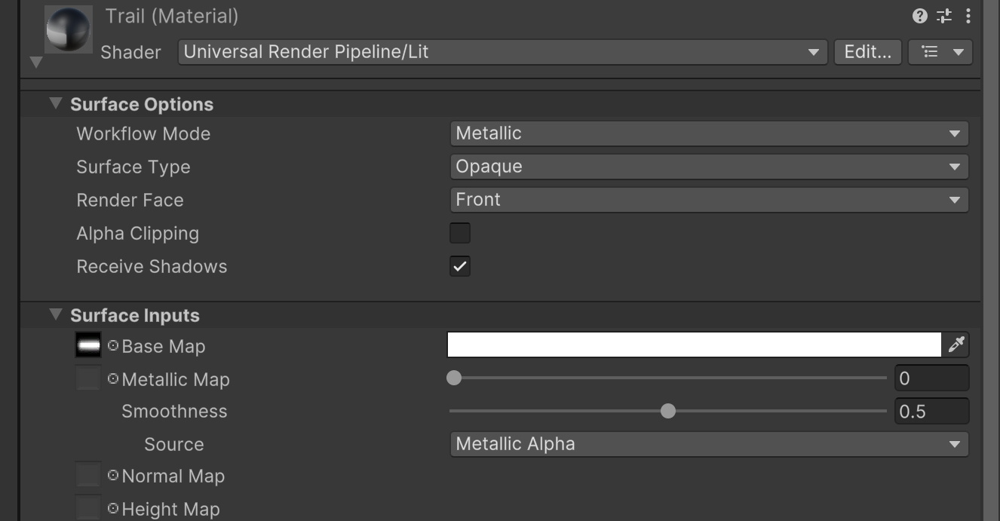 Trail (Material)
Shader Universal Render Pipeline/Lit Edit...
Surface Options
Workflow Mode Metallic
Surface Type Opaque
Render Face Front
Alpha Clipping
Receive Shadows
Surface Inputs
Base Map
Metallic Map 0
Smoothness 0.5
Source Metallic Alpha
Normal Map
Height Map